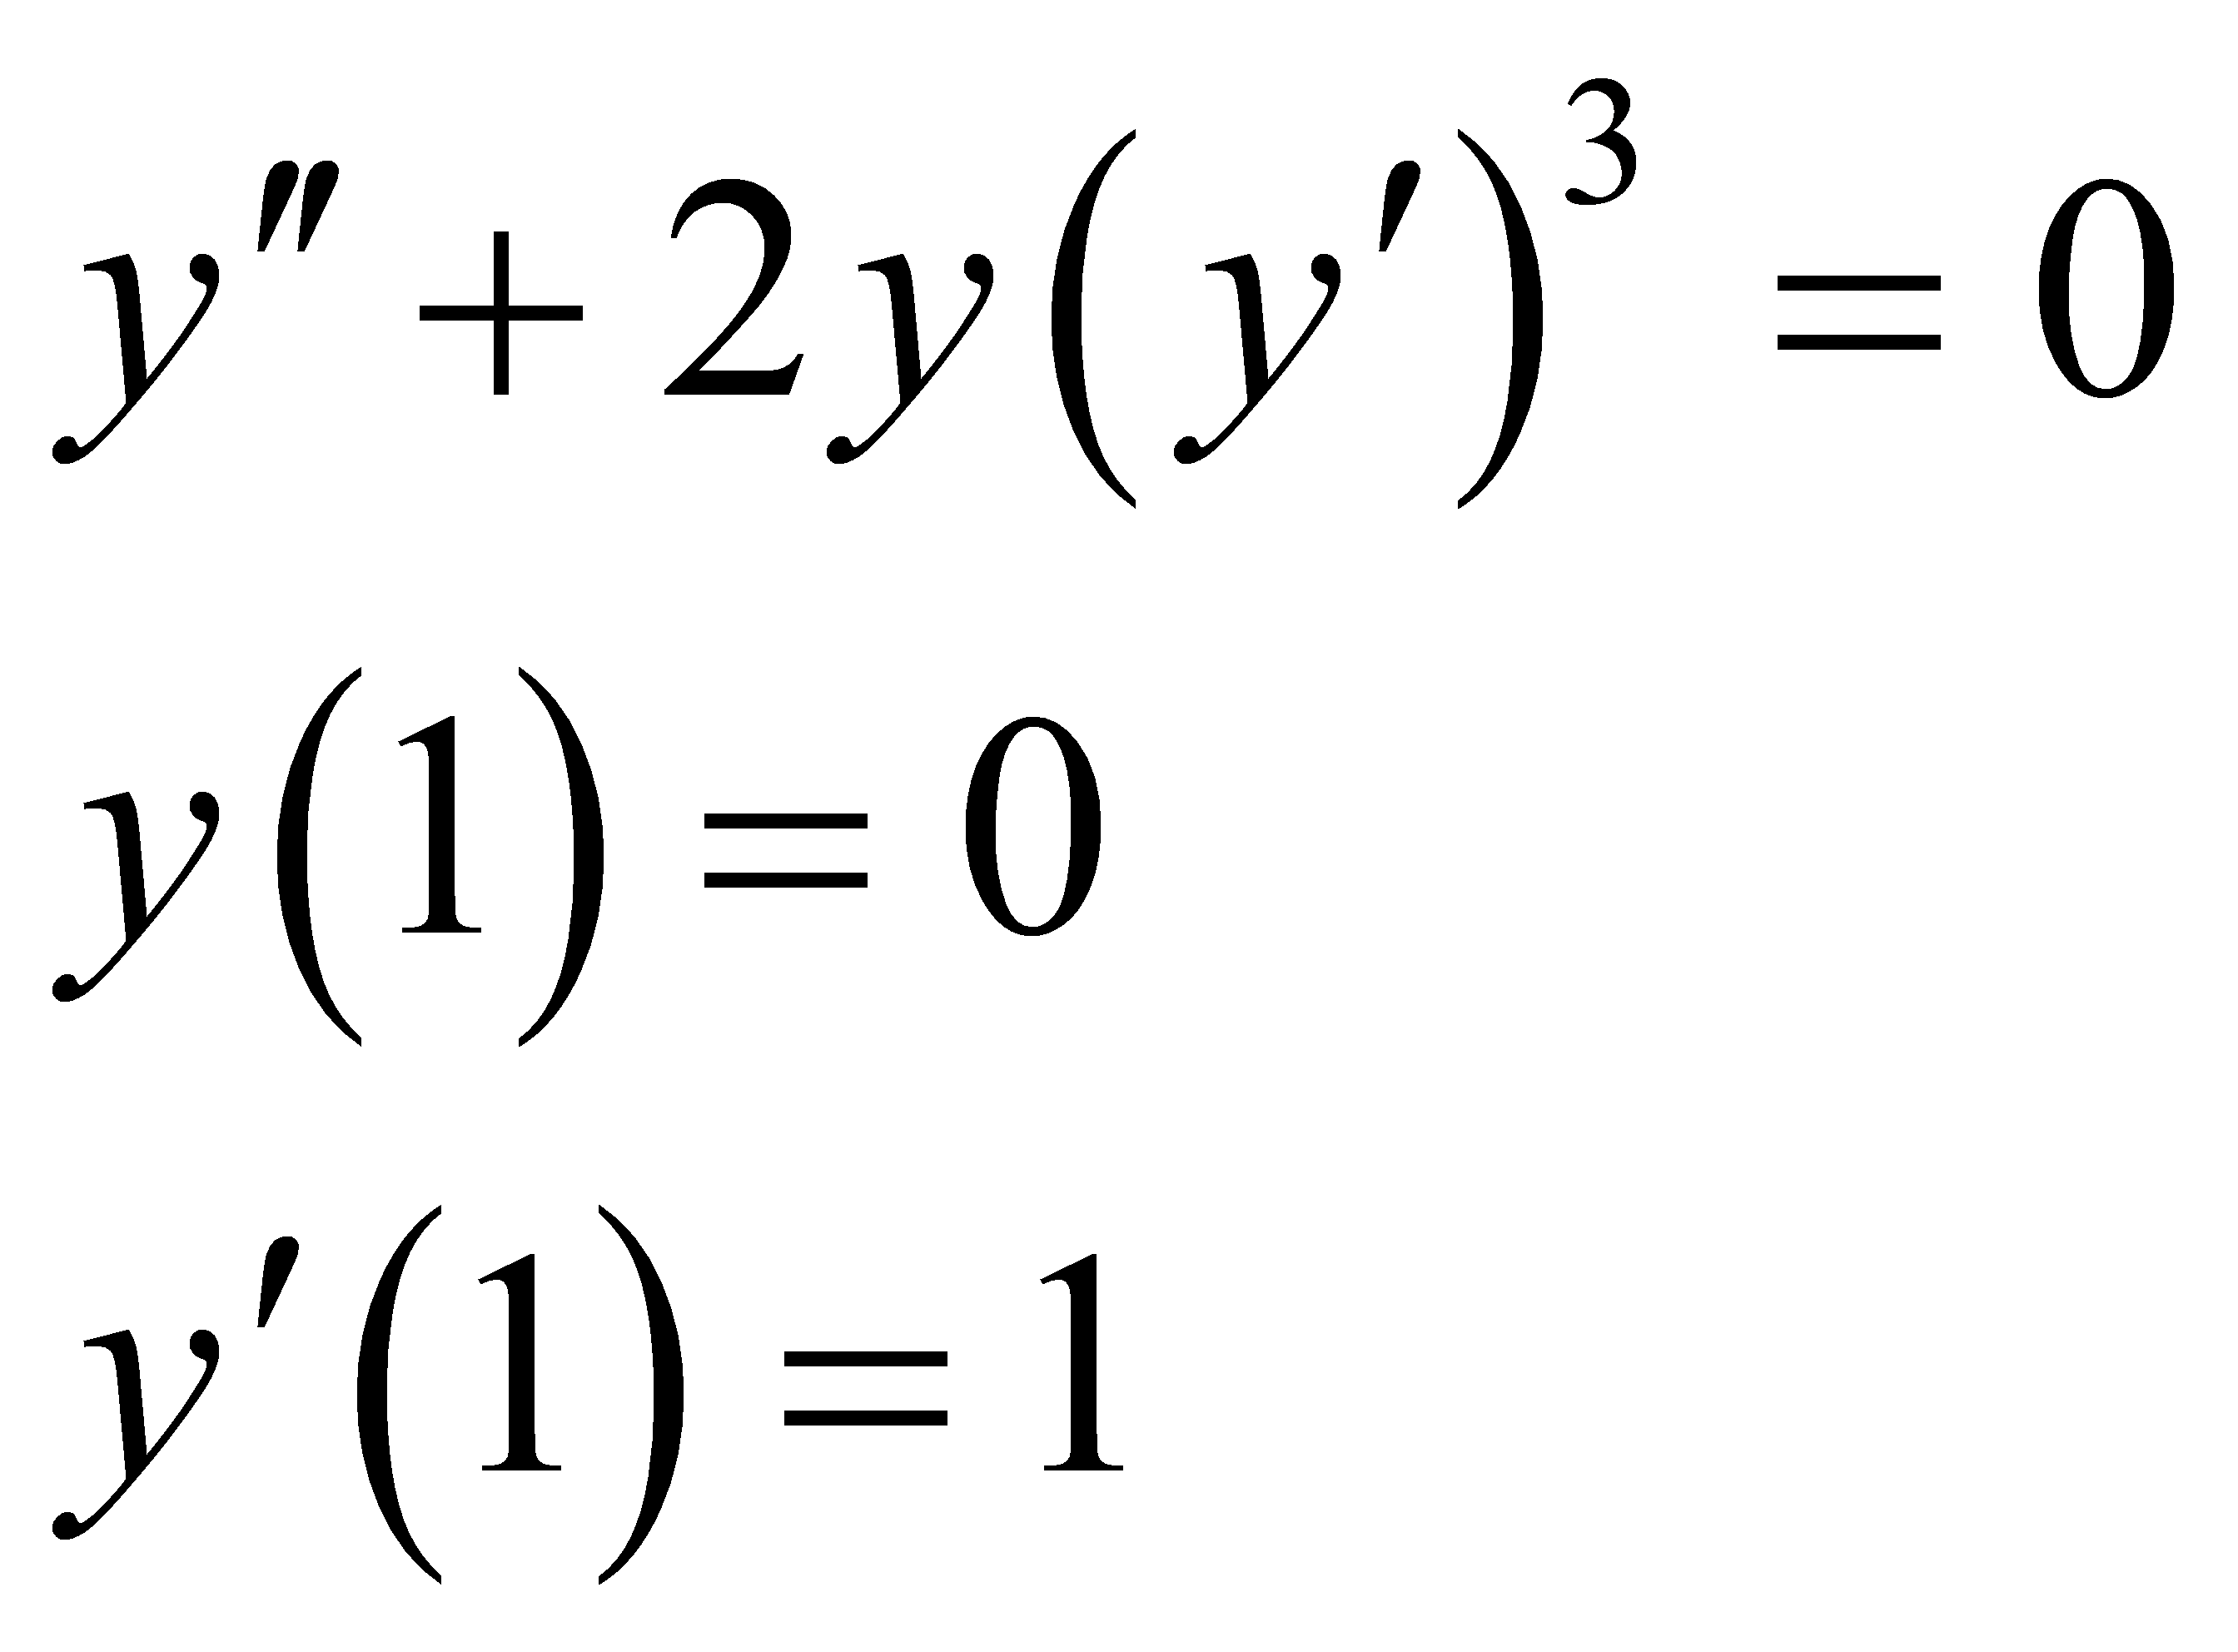 y″ + 2y(y′)³ = 0
y(1) = 0
y′(1) = 1